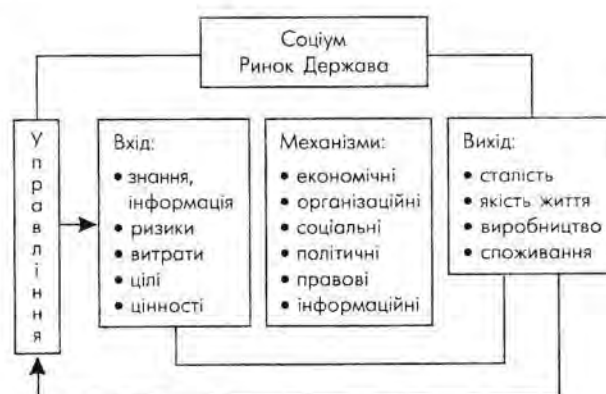 Соціум
Ринок Держава
Управління
Вхід:
• знання,
інформація
• ризики
• витрати
• цілі
• цінності
Механізми:
• економічні
• організаційні
• соціальні
• політичні
• правові
• інформаційні
Вихід:
• сталість
• якість життя
• виробництво
• споживання